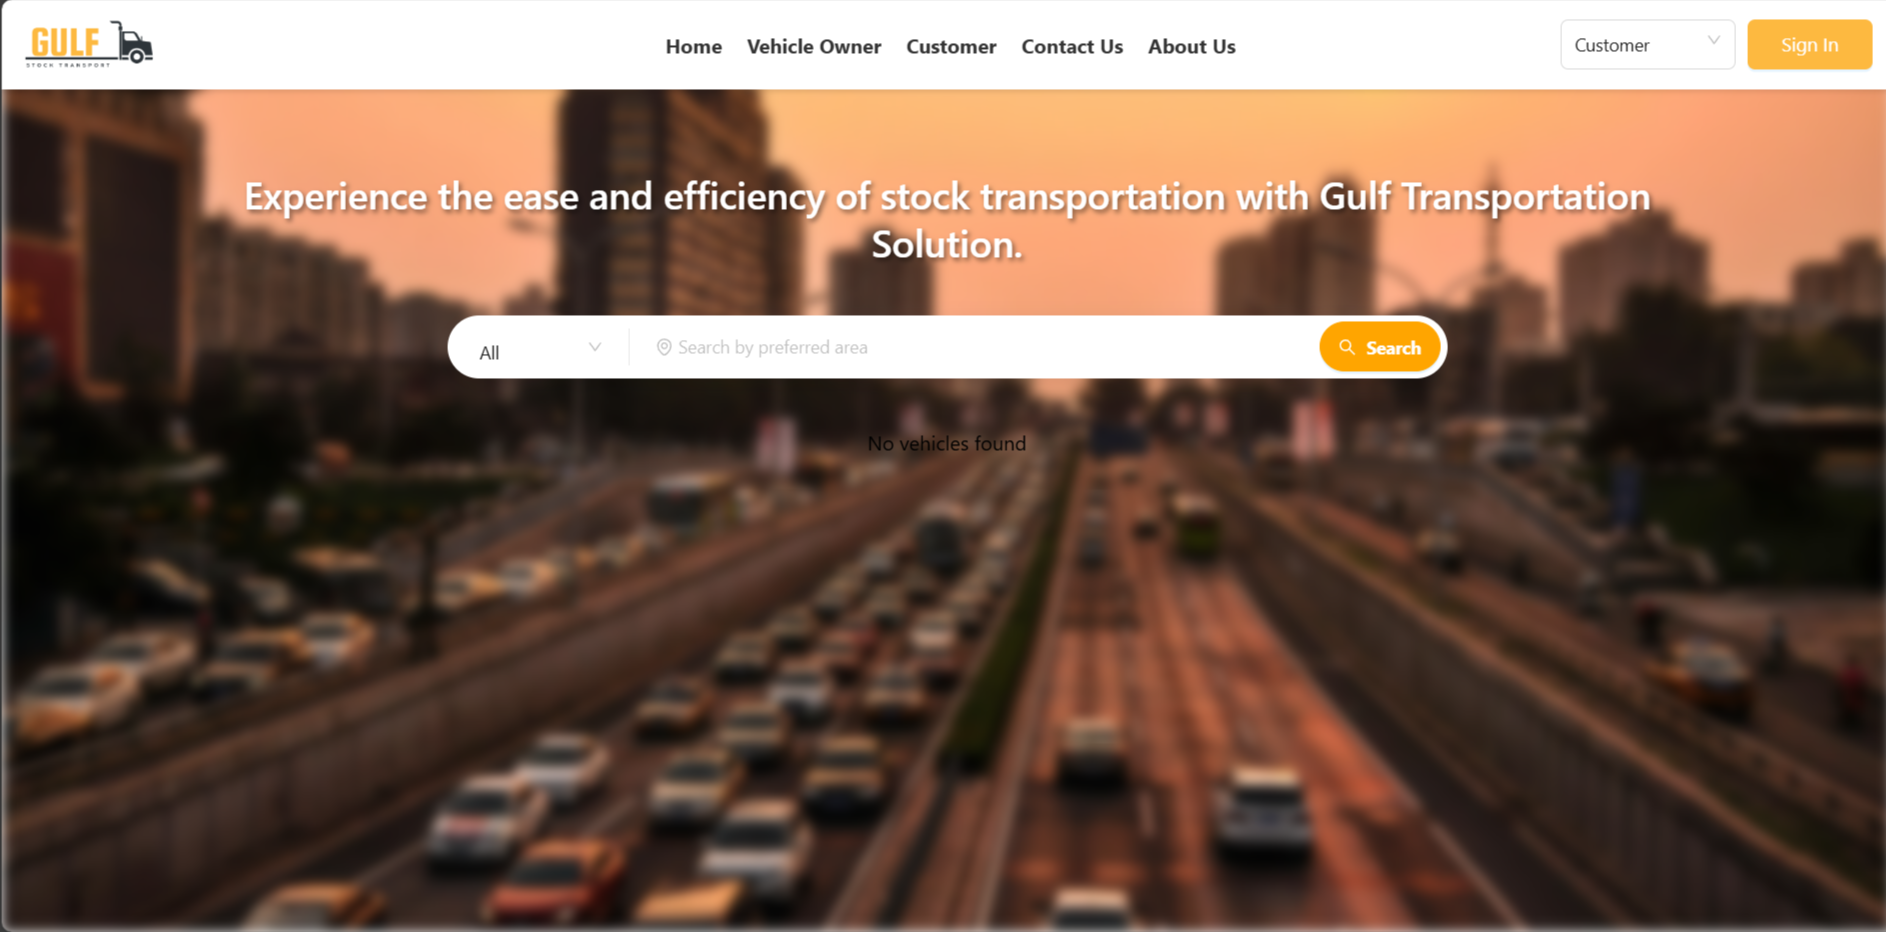 GULF
STOCK TRANSPORT
Home Vehicle Owner Customer Contact Us About Us
Customer
Sign In
Experience the ease and efficiency of stock transportation with Gulf Transportation
Solution.
All
Search by preferred area
Search
No vehicles found